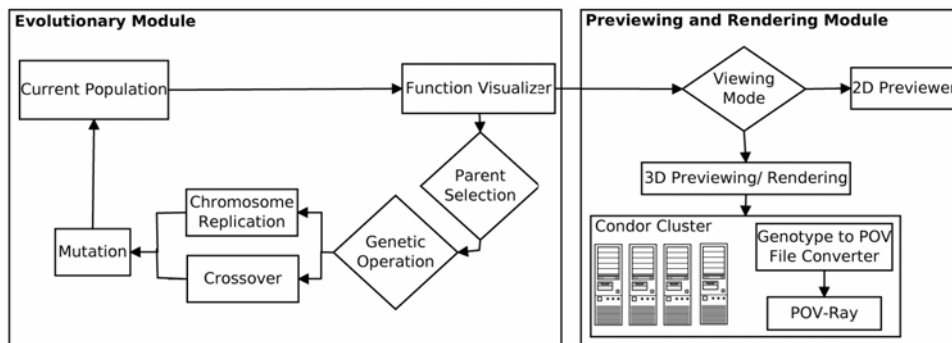 Evolutionary Module
Current Population
Function Visualizer
Parent
Selection
Genetic
Operation
Chromosome
Replication
Crossover
Mutation
Previewing and Rendering Module
Viewing
Mode
2D Previewer
3D Previewing/ Rendering
Condor Cluster
Genotype to POV
File Converter
POV-Ray